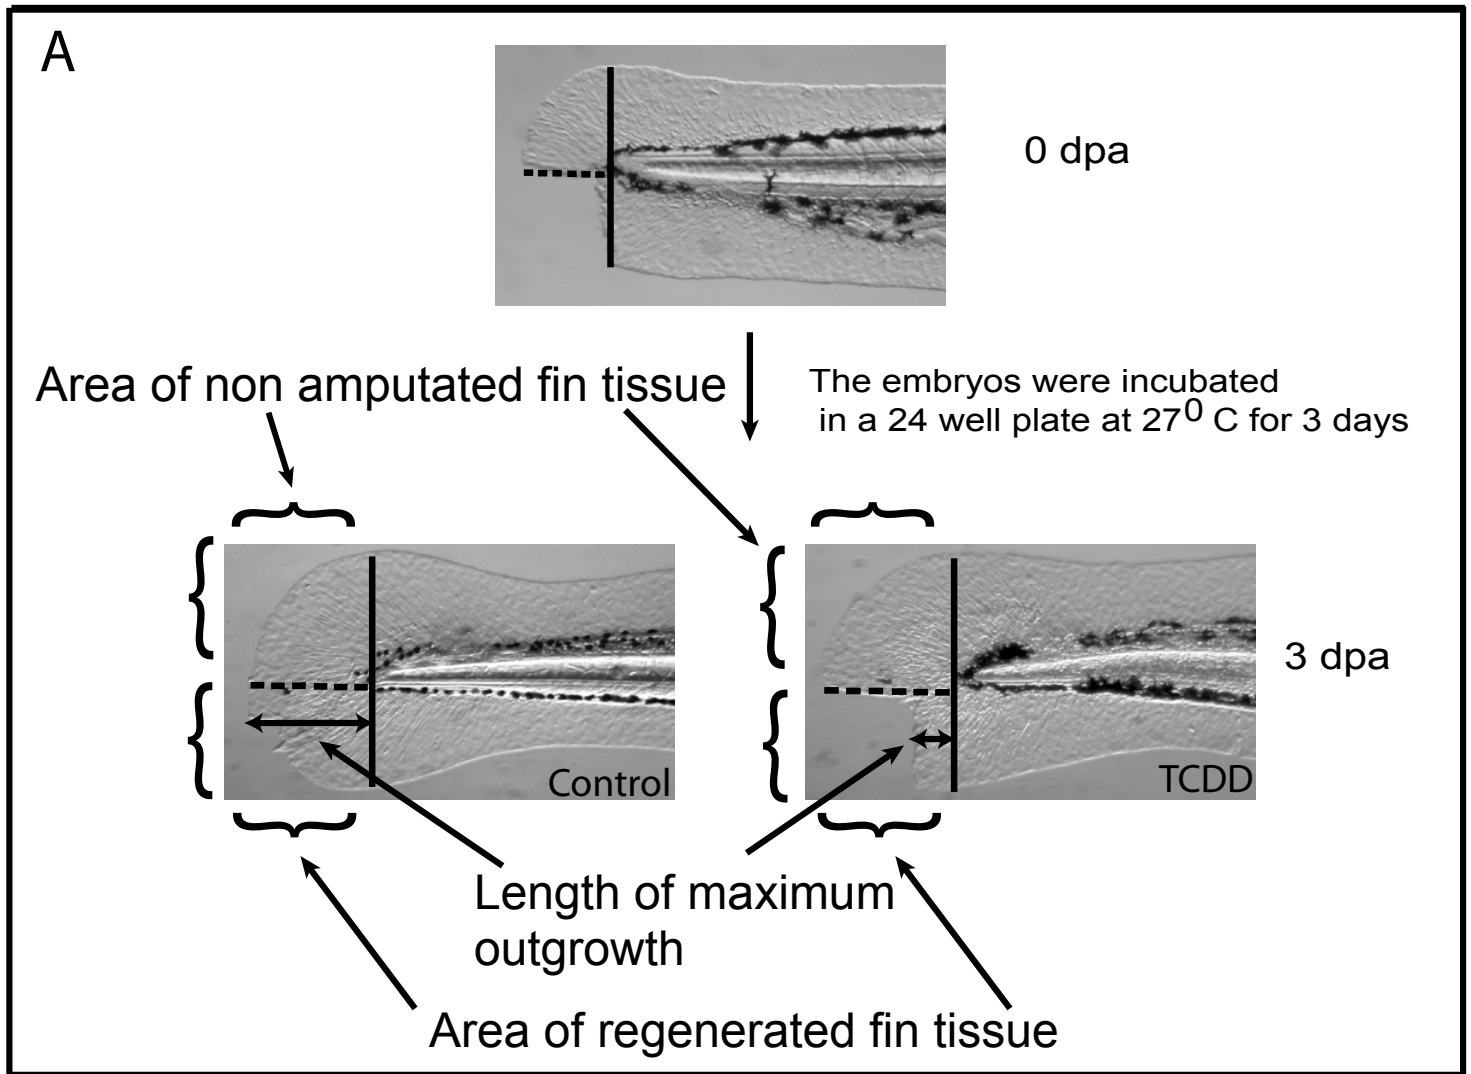 A
0 dpa
Area of non amputated fin tissue
The embryos were incubated
in a 24 well plate at 27⁰ C for 3 days
3 dpa
Control
TCDD
Length of maximum
outgrowth
Area of regenerated fin tissue